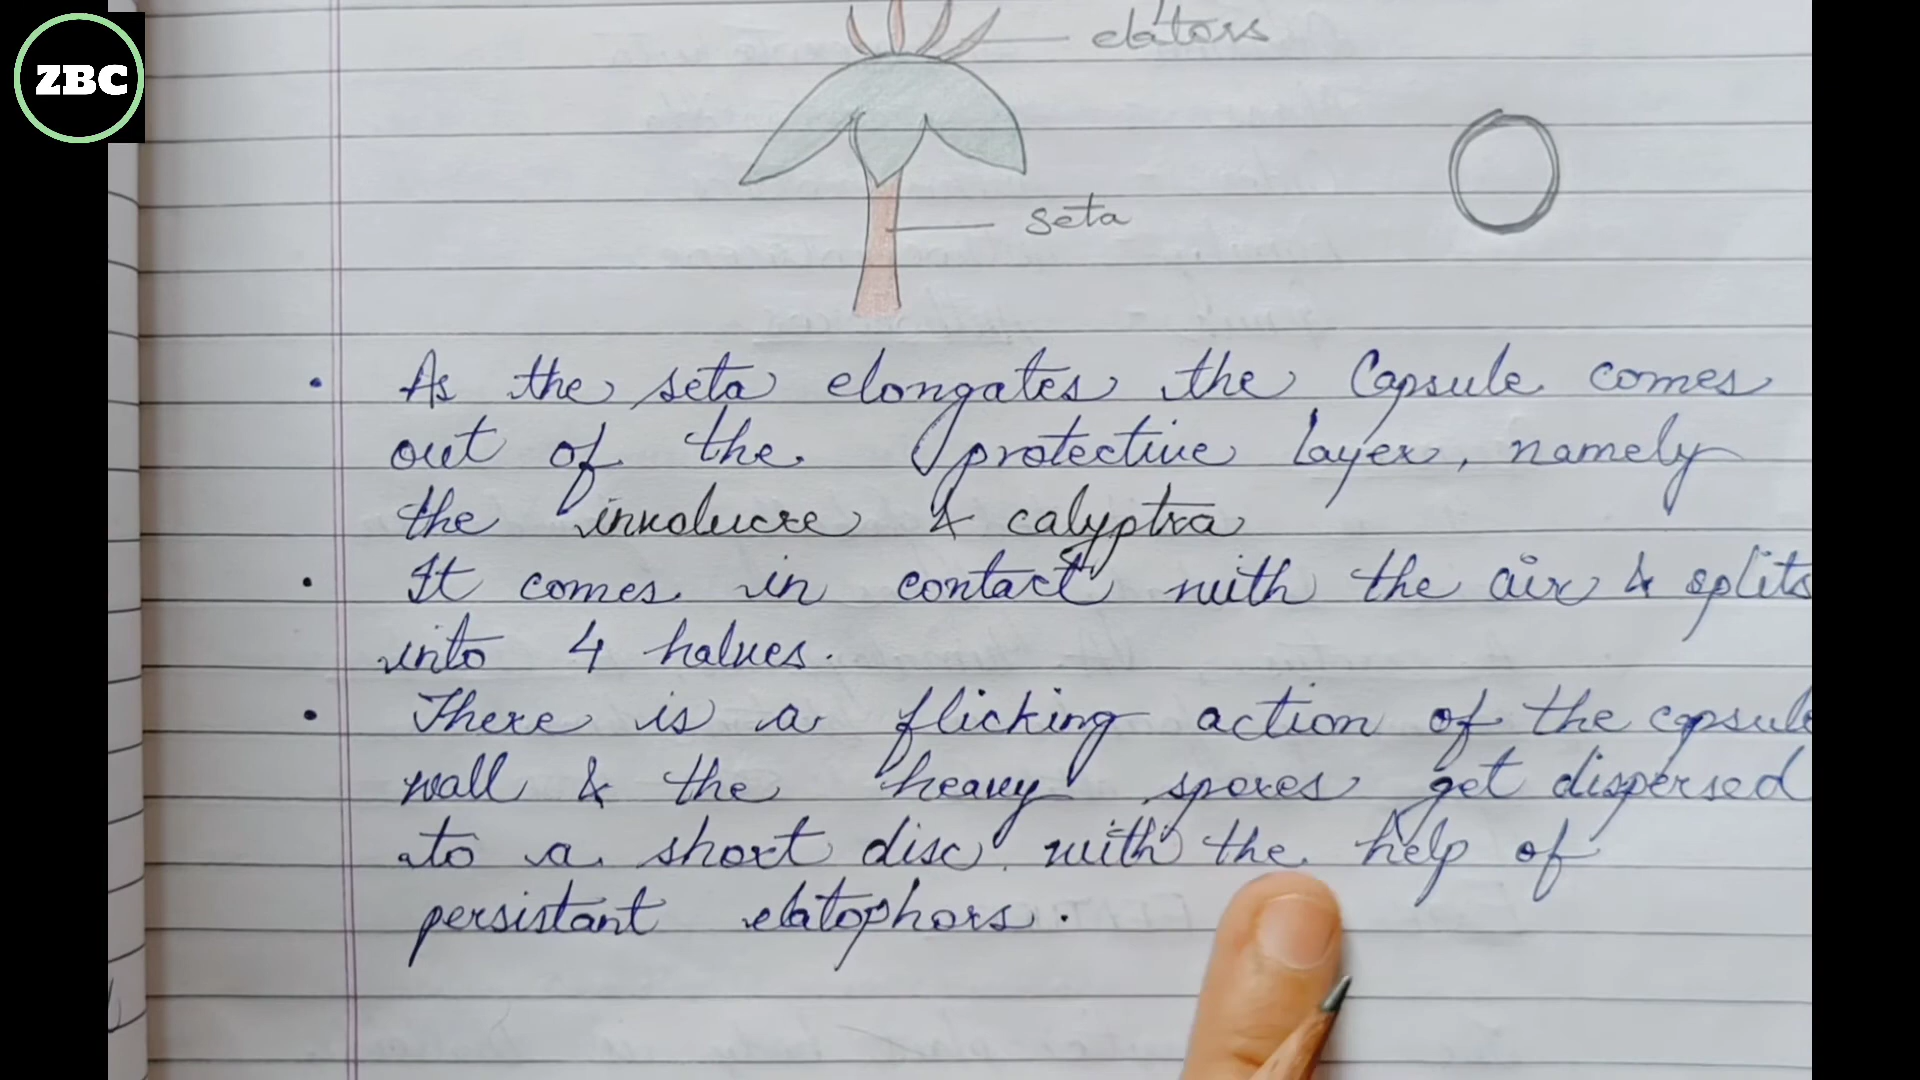 ZBC
elators
seta
• As the seta elongates the Capsule comes
out of the protective layer, namely
the involucre & calyptra
• It comes in contact with the air & splits
into 4 halves.
• There is a flicking action of the capsule
wall & the heavy spores get dispersed
to a short disc. with the help of
persistant elatophors.